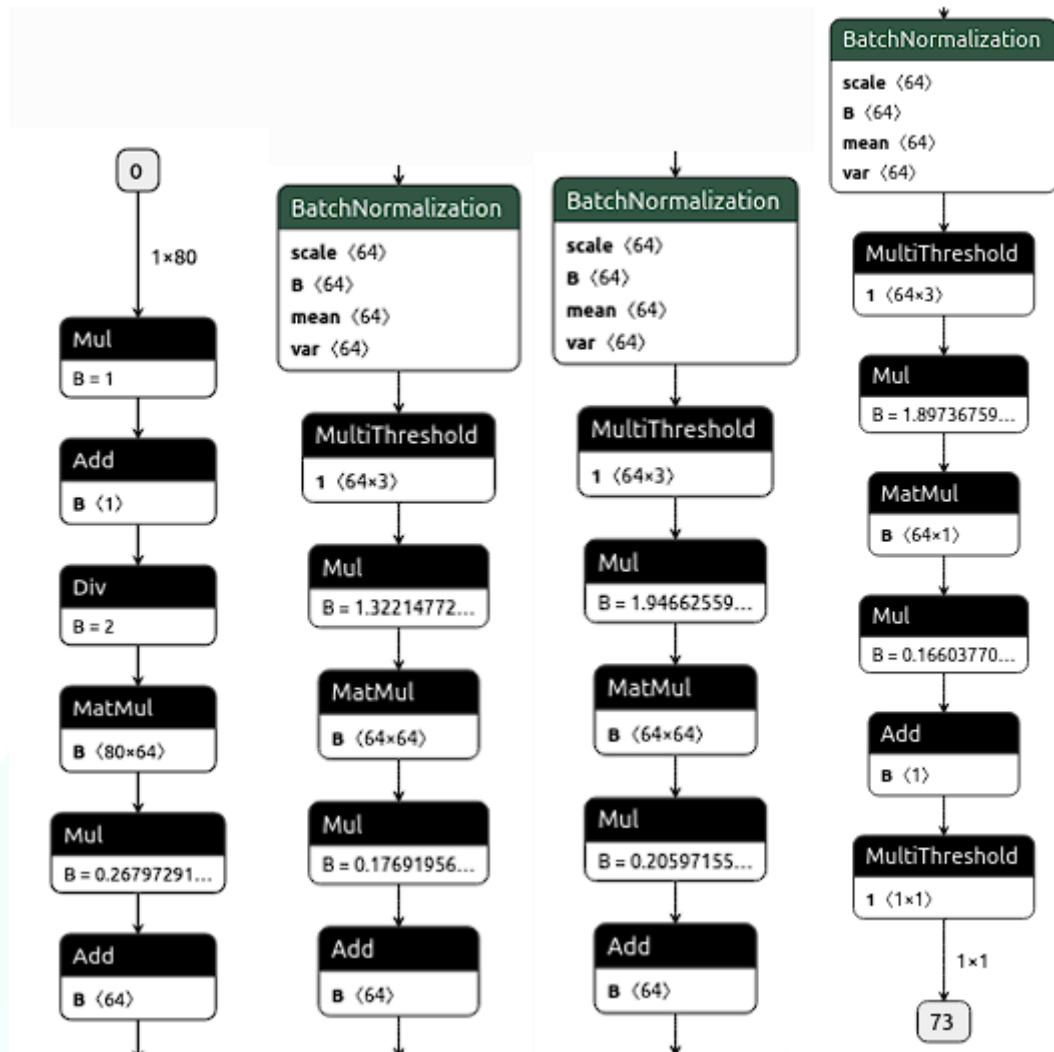 0
1×80
Mul
B = 1
Add
B ⟨1⟩
Div
B = 2
MatMul
B ⟨80×64⟩
Mul
B = 0.26797291...
Add
B ⟨64⟩
BatchNormalization
scale ⟨64⟩
B ⟨64⟩
mean ⟨64⟩
var ⟨64⟩
MultiThreshold
1 ⟨64×3⟩
Mul
B = 1.32214772...
MatMul
B ⟨64×64⟩
Mul
B = 0.17691956...
Add
B ⟨64⟩
BatchNormalization
scale ⟨64⟩
B ⟨64⟩
mean ⟨64⟩
var ⟨64⟩
MultiThreshold
1 ⟨64×3⟩
Mul
B = 1.94662559...
MatMul
B ⟨64×64⟩
Mul
B = 0.20597155...
Add
B ⟨64⟩
BatchNormalization
scale ⟨64⟩
B ⟨64⟩
mean ⟨64⟩
var ⟨64⟩
MultiThreshold
1 ⟨64×3⟩
Mul
B = 1.89736759...
MatMul
B ⟨64×1⟩
Mul
B = 0.16603770...
Add
B ⟨1⟩
MultiThreshold
1 ⟨1×1⟩
1×1
73